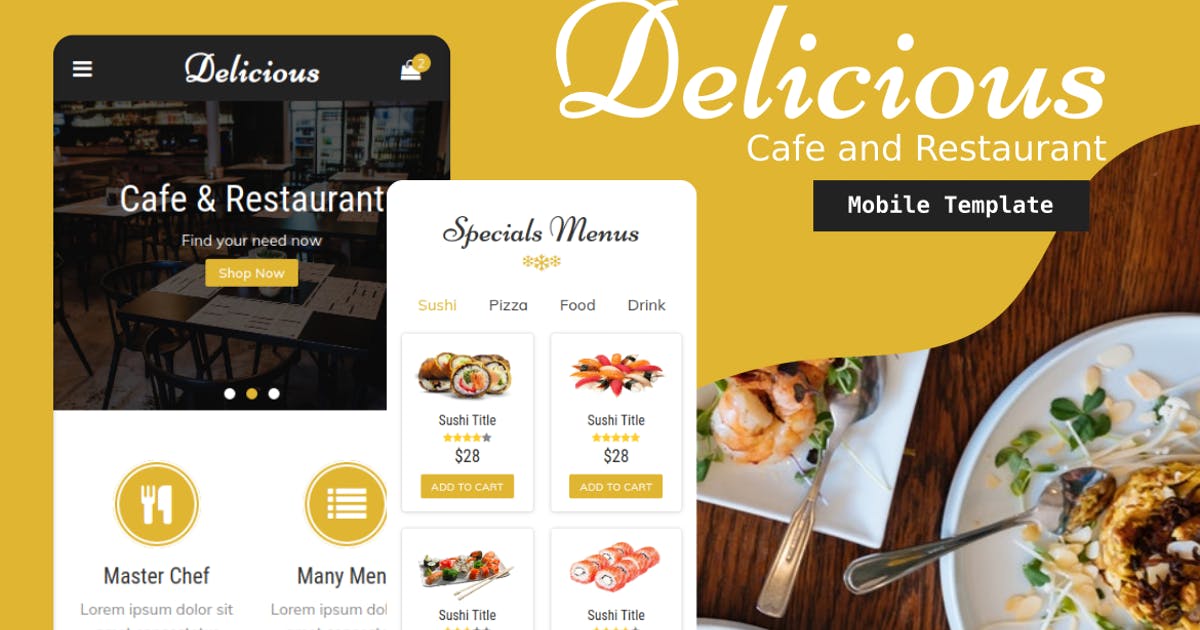 Delicious
2
Cafe & Restaurant
Find your need now
Shop Now
Master Chef
Lorem ipsum dolor sit
Many Men
Lorem ipsum dol
Specials Menus
Sushi Pizza Food Drink
Sushi Title
$28
ADD TO CART
Sushi Title
$28
ADD TO CART
Sushi Title
Sushi Title
Delicious
Cafe and Restaurant
Mobile Template